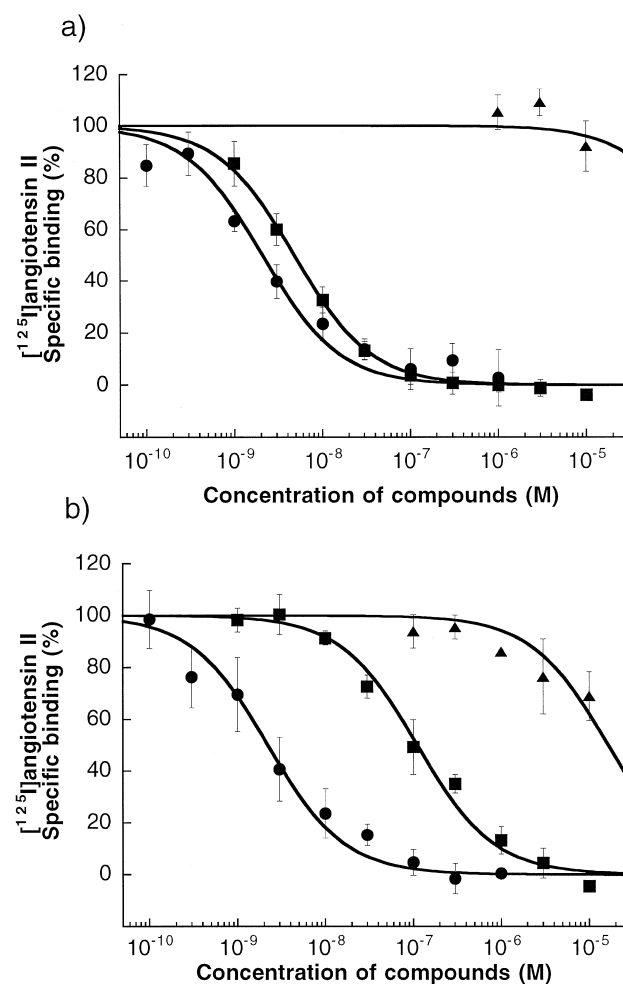 a)
120
100
80
60
40
20
0
[¹²⁵I]angiotensin II
Specific binding (%)
10⁻¹⁰ 10⁻⁹ 10⁻⁸ 10⁻⁷ 10⁻⁶ 10⁻⁵
Concentration of compounds (M)
b)
120
100
80
60
40
20
0
[¹²⁵I]angiotensin II
Specific binding (%)
10⁻¹⁰ 10⁻⁹ 10⁻⁸ 10⁻⁷ 10⁻⁶ 10⁻⁵
Concentration of compounds (M)